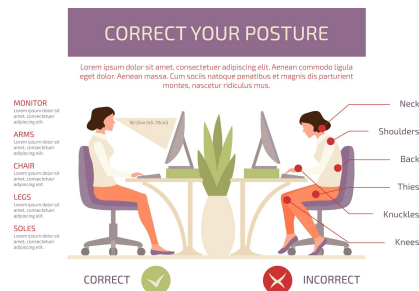 CORRECT YOUR POSTURE
Lorem ipsum dolor sit amet, consectetuer adipiscing elit. Aenean commodo ligula
eget dolor. Aenean massa. Cum sociis natoque penatibus et magnis dis parturient
montes, nascetur ridiculus mus.
MONITOR
Lorem ipsum dolor sit
amet, consectetuer
adipiscing elit.
ARMS
Lorem ipsum dolor sit
amet, consectetuer
adipiscing elit.
CHAIR
Lorem ipsum dolor sit
amet, consectetuer
adipiscing elit.
LEGS
Lorem ipsum dolor sit
amet, consectetuer
adipiscing elit.
SOLES
Lorem ipsum dolor sit
amet, consectetuer
adipiscing elit.
Neck
Shoulders
Back
Thies
Knuckles
Knees
CORRECT
INCORRECT